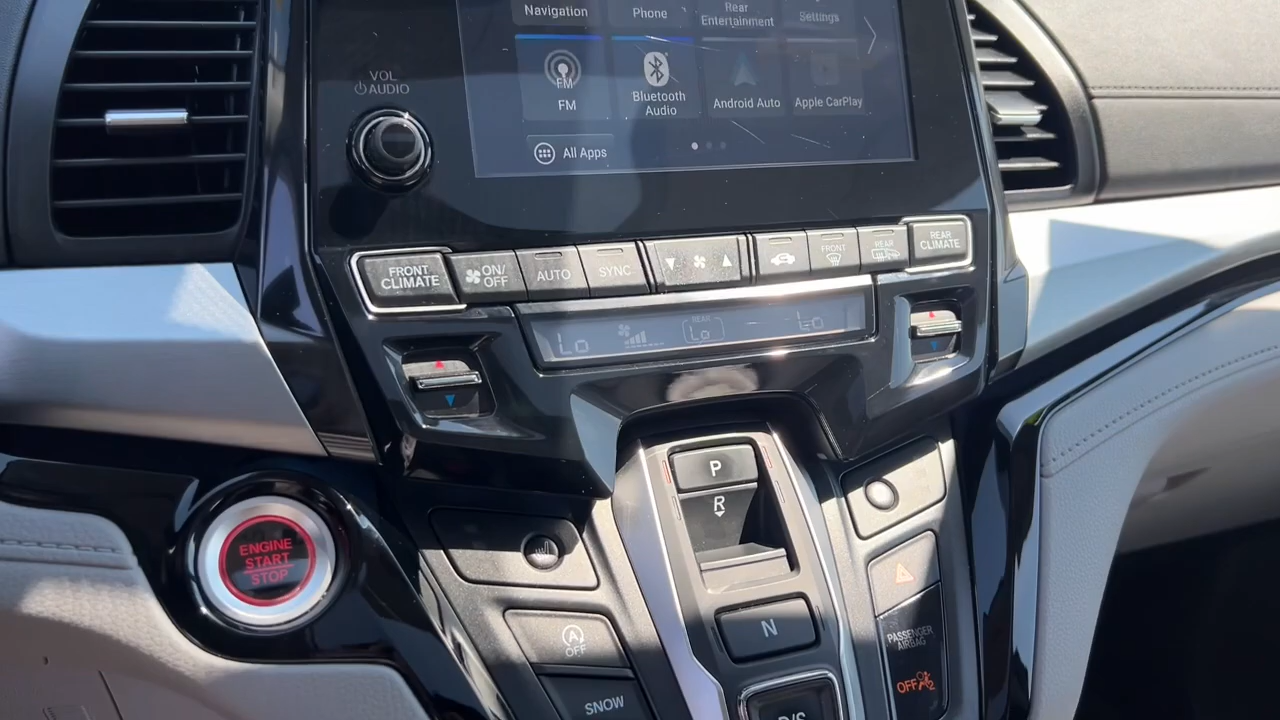 Navigation
Phone
Rear
Entertainment
Settings
VOL
AUDIO
FM
FM
Bluetooth
Audio
Android Auto
Apple CarPlay
All Apps
FRONT
CLIMATE
ON/
OFF
AUTO
SYNC
FRONT
REAR
REAR
CLIMATE
Lo
REAR
Lo
Lo
ENGINE
START
STOP
P
R
N
D/S
A
OFF
SNOW
PASSENGER
AIRBAG
OFF
2